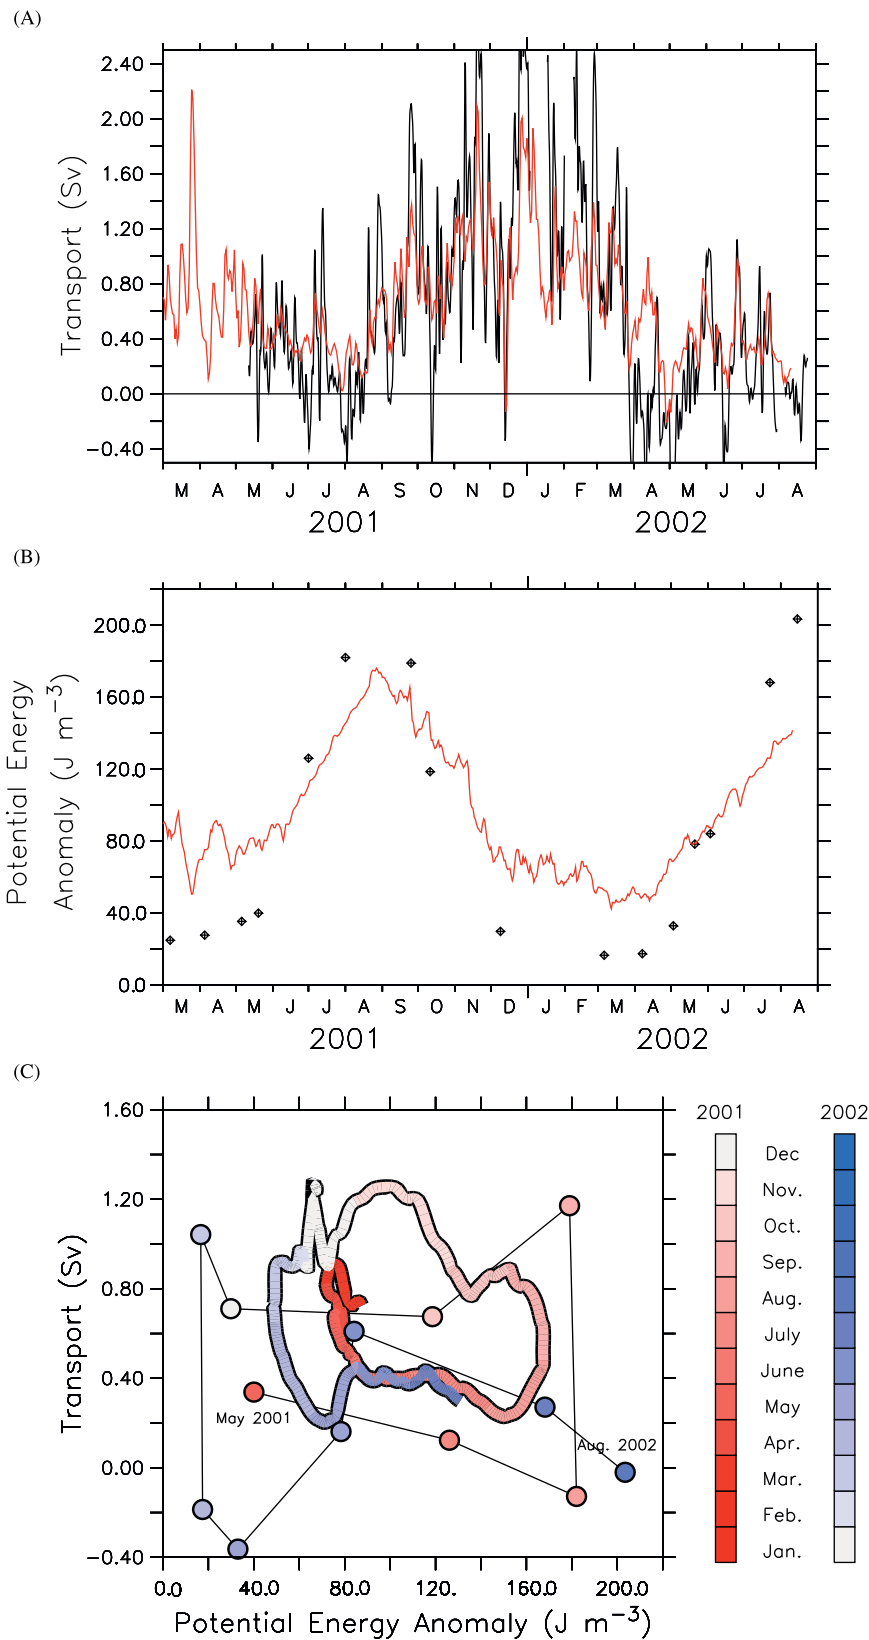 (A)
Transport (Sv)
2.40
2.00
1.60
1.20
0.80
0.40
0.00
−0.40
M A M J J A S O N D J F M A M J J A
2001 2002
(B)
Potential Energy
Anomaly (J m−3)
200.0
160.0
120.0
80.0
40.0
0.0
M A M J J A S O N D J F M A M J J A
2001 2002
(C)
Transport (Sv)
1.60
1.20
0.80
0.40
0.00
−0.40
May 2001
Aug. 2002
0.0 40.0 80.0 120. 160.0 200.0
Potential Energy Anomaly (J m−3)
2001 2002
Dec
Nov.
Oct.
Sep.
Aug.
July
June
May
Apr.
Mar.
Feb.
Jan.